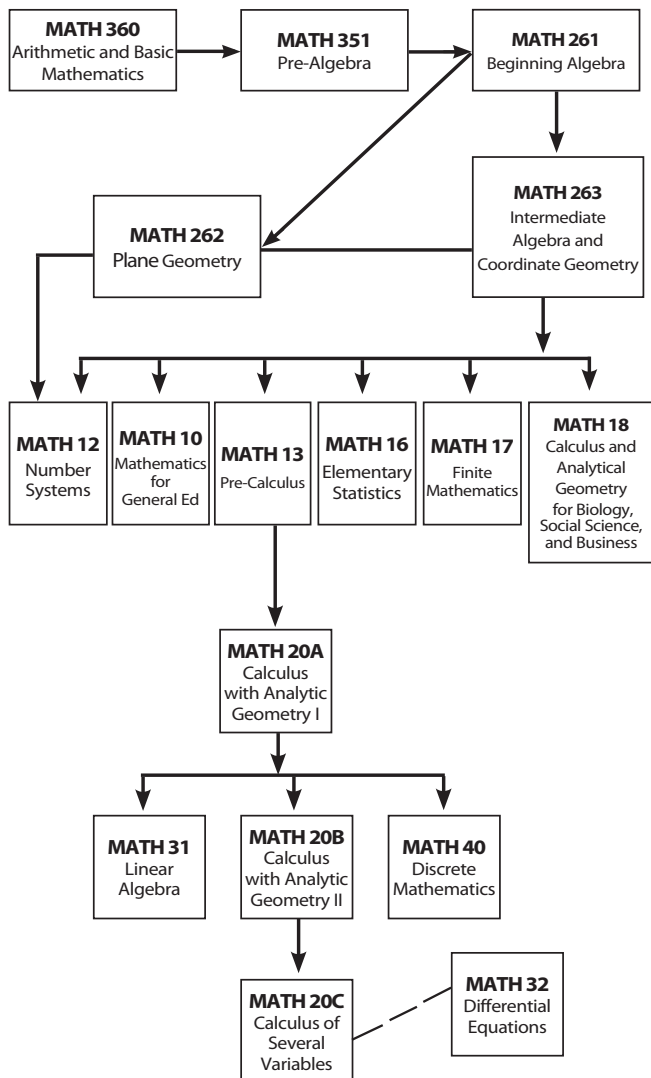 MATH 360
Arithmetic and Basic
Mathematics
MATH 351
Pre-Algebra
MATH 261
Beginning Algebra
MATH 262
Plane Geometry
MATH 263
Intermediate
Algebra and
Coordinate Geometry
MATH 12
Number
Systems
MATH 10
Mathematics
for
General Ed
MATH 13
Pre-Calculus
MATH 16
Elementary
Statistics
MATH 17
Finite
Mathematics
MATH 18
Calculus and
Analytical
Geometry
for Biology,
Social Science,
and Business
MATH 20A
Calculus
with Analytic
Geometry I
MATH 31
Linear
Algebra
MATH 20B
Calculus
with Analytic
Geometry II
MATH 40
Discrete
Mathematics
MATH 20C
Calculus of
Several
Variables
MATH 32
Differential
Equations